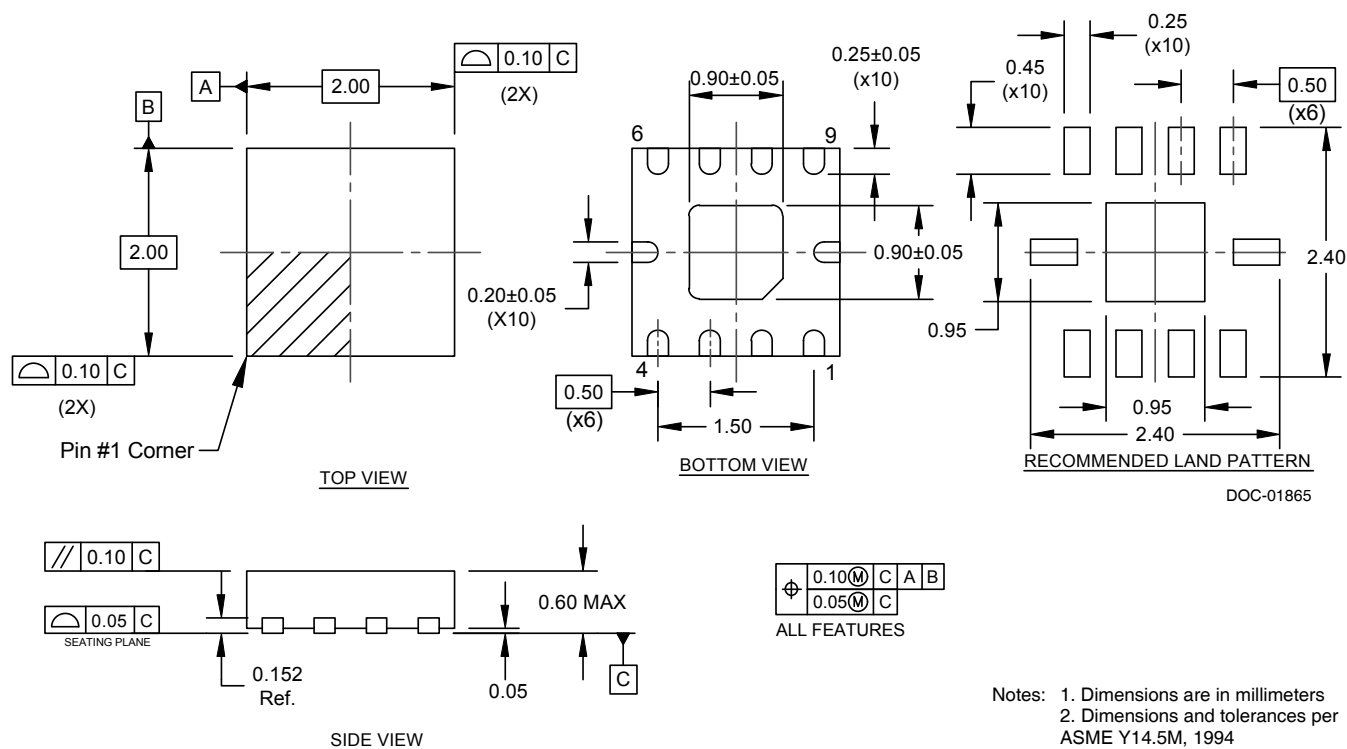 A
2.00
⌓ 0.10 C
(2X)
B
2.00
⌓ 0.10 C
(2X)
Pin #1 Corner
TOP VIEW
0.90±0.05
0.25±0.05
(x10)
6
9
0.90±0.05
0.20±0.05
(X10)
4
1
0.50
(x6)
1.50
BOTTOM VIEW
0.25
(x10)
0.45
(x10)
0.50
(x6)
2.40
0.95
0.95
2.40
RECOMMENDED LAND PATTERN
DOC-01865
// 0.10 C
⌓ 0.05 C
SEATING PLANE
0.60 MAX
0.152
Ref.
0.05
C
SIDE VIEW
⌖ 0.10Ⓜ C A B
0.05Ⓜ C
ALL FEATURES
Notes: 1. Dimensions are in millimeters
2. Dimensions and tolerances per
ASME Y14.5M, 1994